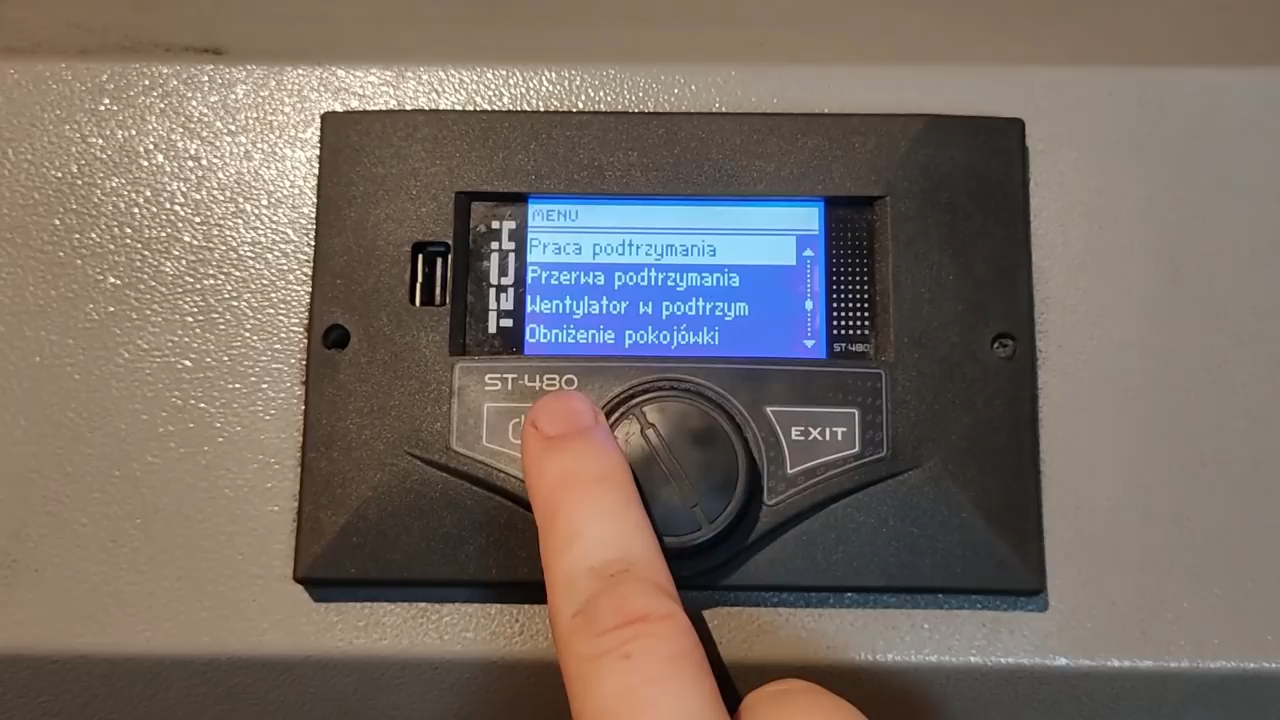 MENU
Praca podtrzymania
Przerwa podtrzymania
Wentylator w podtrzym
Obniżenie pokojówki
TECH
ST-480
ST-480
EXIT